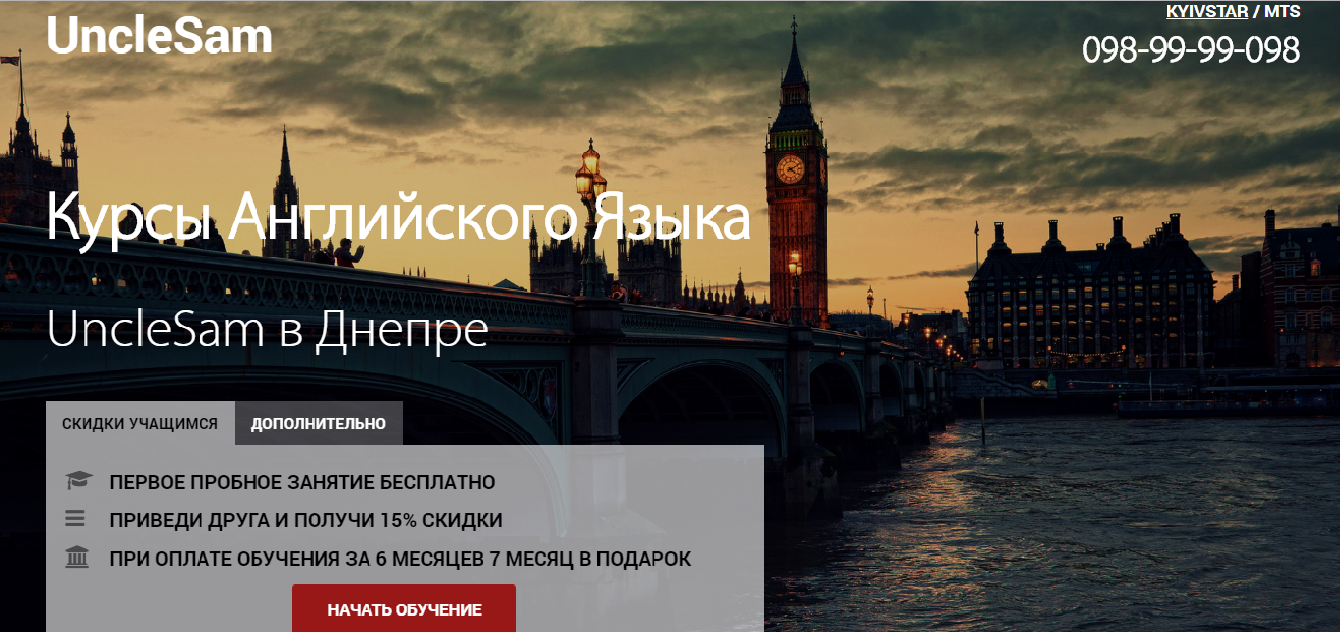 UncleSam
KYIVSTAR / MTS
098-99-99-098
Курсы Английского Языка
UncleSam в Днепре
СКИДКИ УЧАЩИМСЯ
ДОПОЛНИТЕЛЬНО
ПЕРВОЕ ПРОБНОЕ ЗАНЯТИЕ БЕСПЛАТНО
ПРИВЕДИ ДРУГА И ПОЛУЧИ 15% СКИДКИ
ПРИ ОПЛАТЕ ОБУЧЕНИЯ ЗА 6 МЕСЯЦЕВ 7 МЕСЯЦ В ПОДАРОК
НАЧАТЬ ОБУЧЕНИЕ